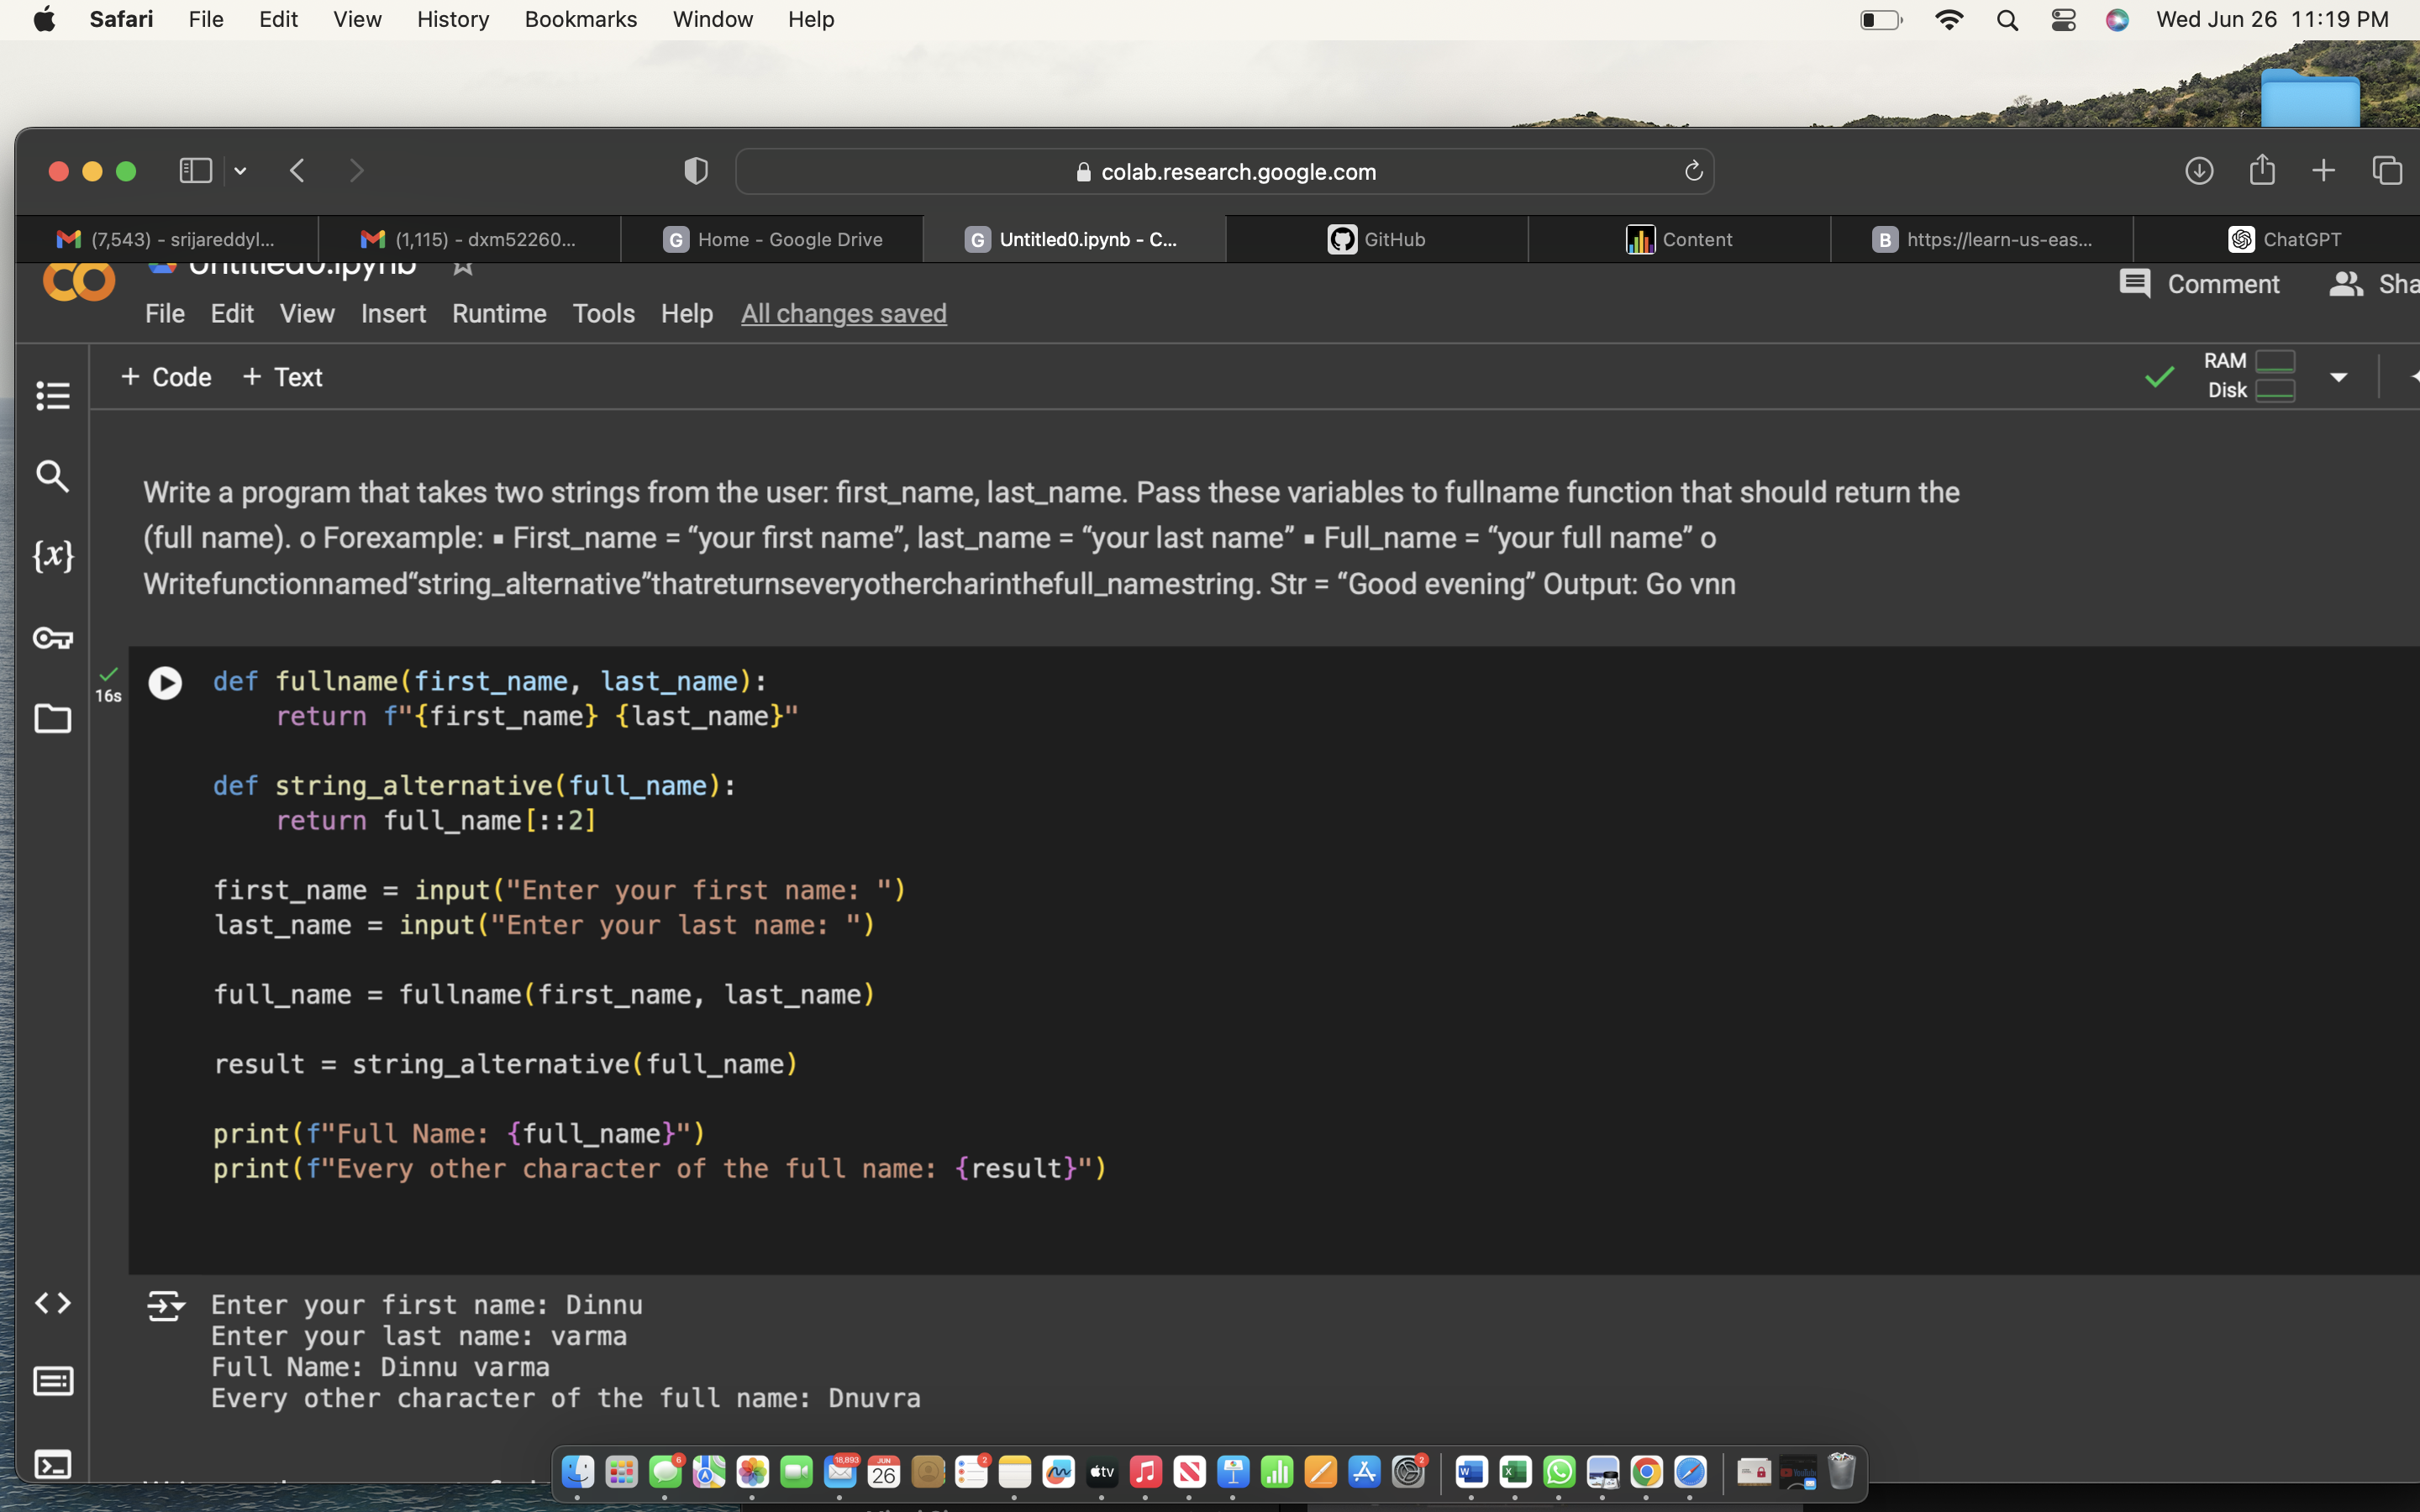 Safari File Edit View History Bookmarks Window Help Wed Jun 26 11:19 PM
colab.research.google.com
(7,543) - srijareddyl... (1,115) - dxm52260... G Home - Google Drive G Untitled0.ipynb - C... GitHub Content B https://learn-us-eas... ChatGPT
Untitled0.ipynb
Comment Sha
File Edit View Insert Runtime Tools Help All changes saved
+ Code + Text RAM
Disk
Write a program that takes two strings from the user: first_name, last_name. Pass these variables to fullname function that should return the
(full name). o Forexample: ▪ First_name = “your first name”, last_name = “your last name” ▪ Full_name = “your full name” o
Writefunctionnamed“string_alternative”thatreturnseveryothercharinthefull_namestring. Str = “Good evening” Output: Go vnn
16s
def fullname(first_name, last_name):
    return f"{first_name} {last_name}"
def string_alternative(full_name):
    return full_name[::2]
first_name = input("Enter your first name: ")
last_name = input("Enter your last name: ")
full_name = fullname(first_name, last_name)
result = string_alternative(full_name)
print(f"Full Name: {full_name}")
print(f"Every other character of the full name: {result}")
Enter your first name: Dinnu
Enter your last name: varma
Full Name: Dinnu varma
Every other character of the full name: Dnuvra
6 18,893 JUN 26 2 tv 2